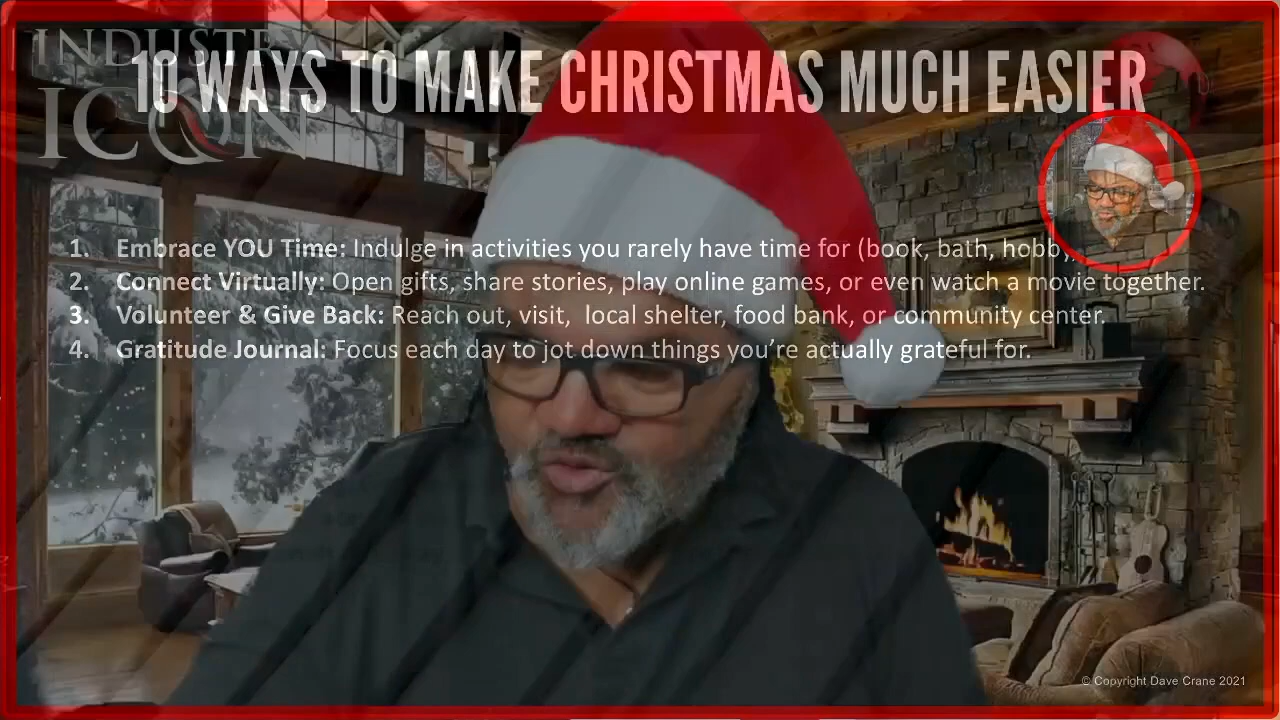 INDUSTRY
ICON
10 WAYS TO MAKE CHRISTMAS MUCH EASIER
1. Embrace YOU Time: Indulge in activities you rarely have time for (book, bath, hobby,
2. Connect Virtually: Open gifts, share stories, play online games, or even watch a movie together.
3. Volunteer & Give Back: Reach out, visit, local shelter, food bank, or community center.
4. Gratitude Journal: Focus each day to jot down things you’re actually grateful for.
© Copyright Dave Crane 2021